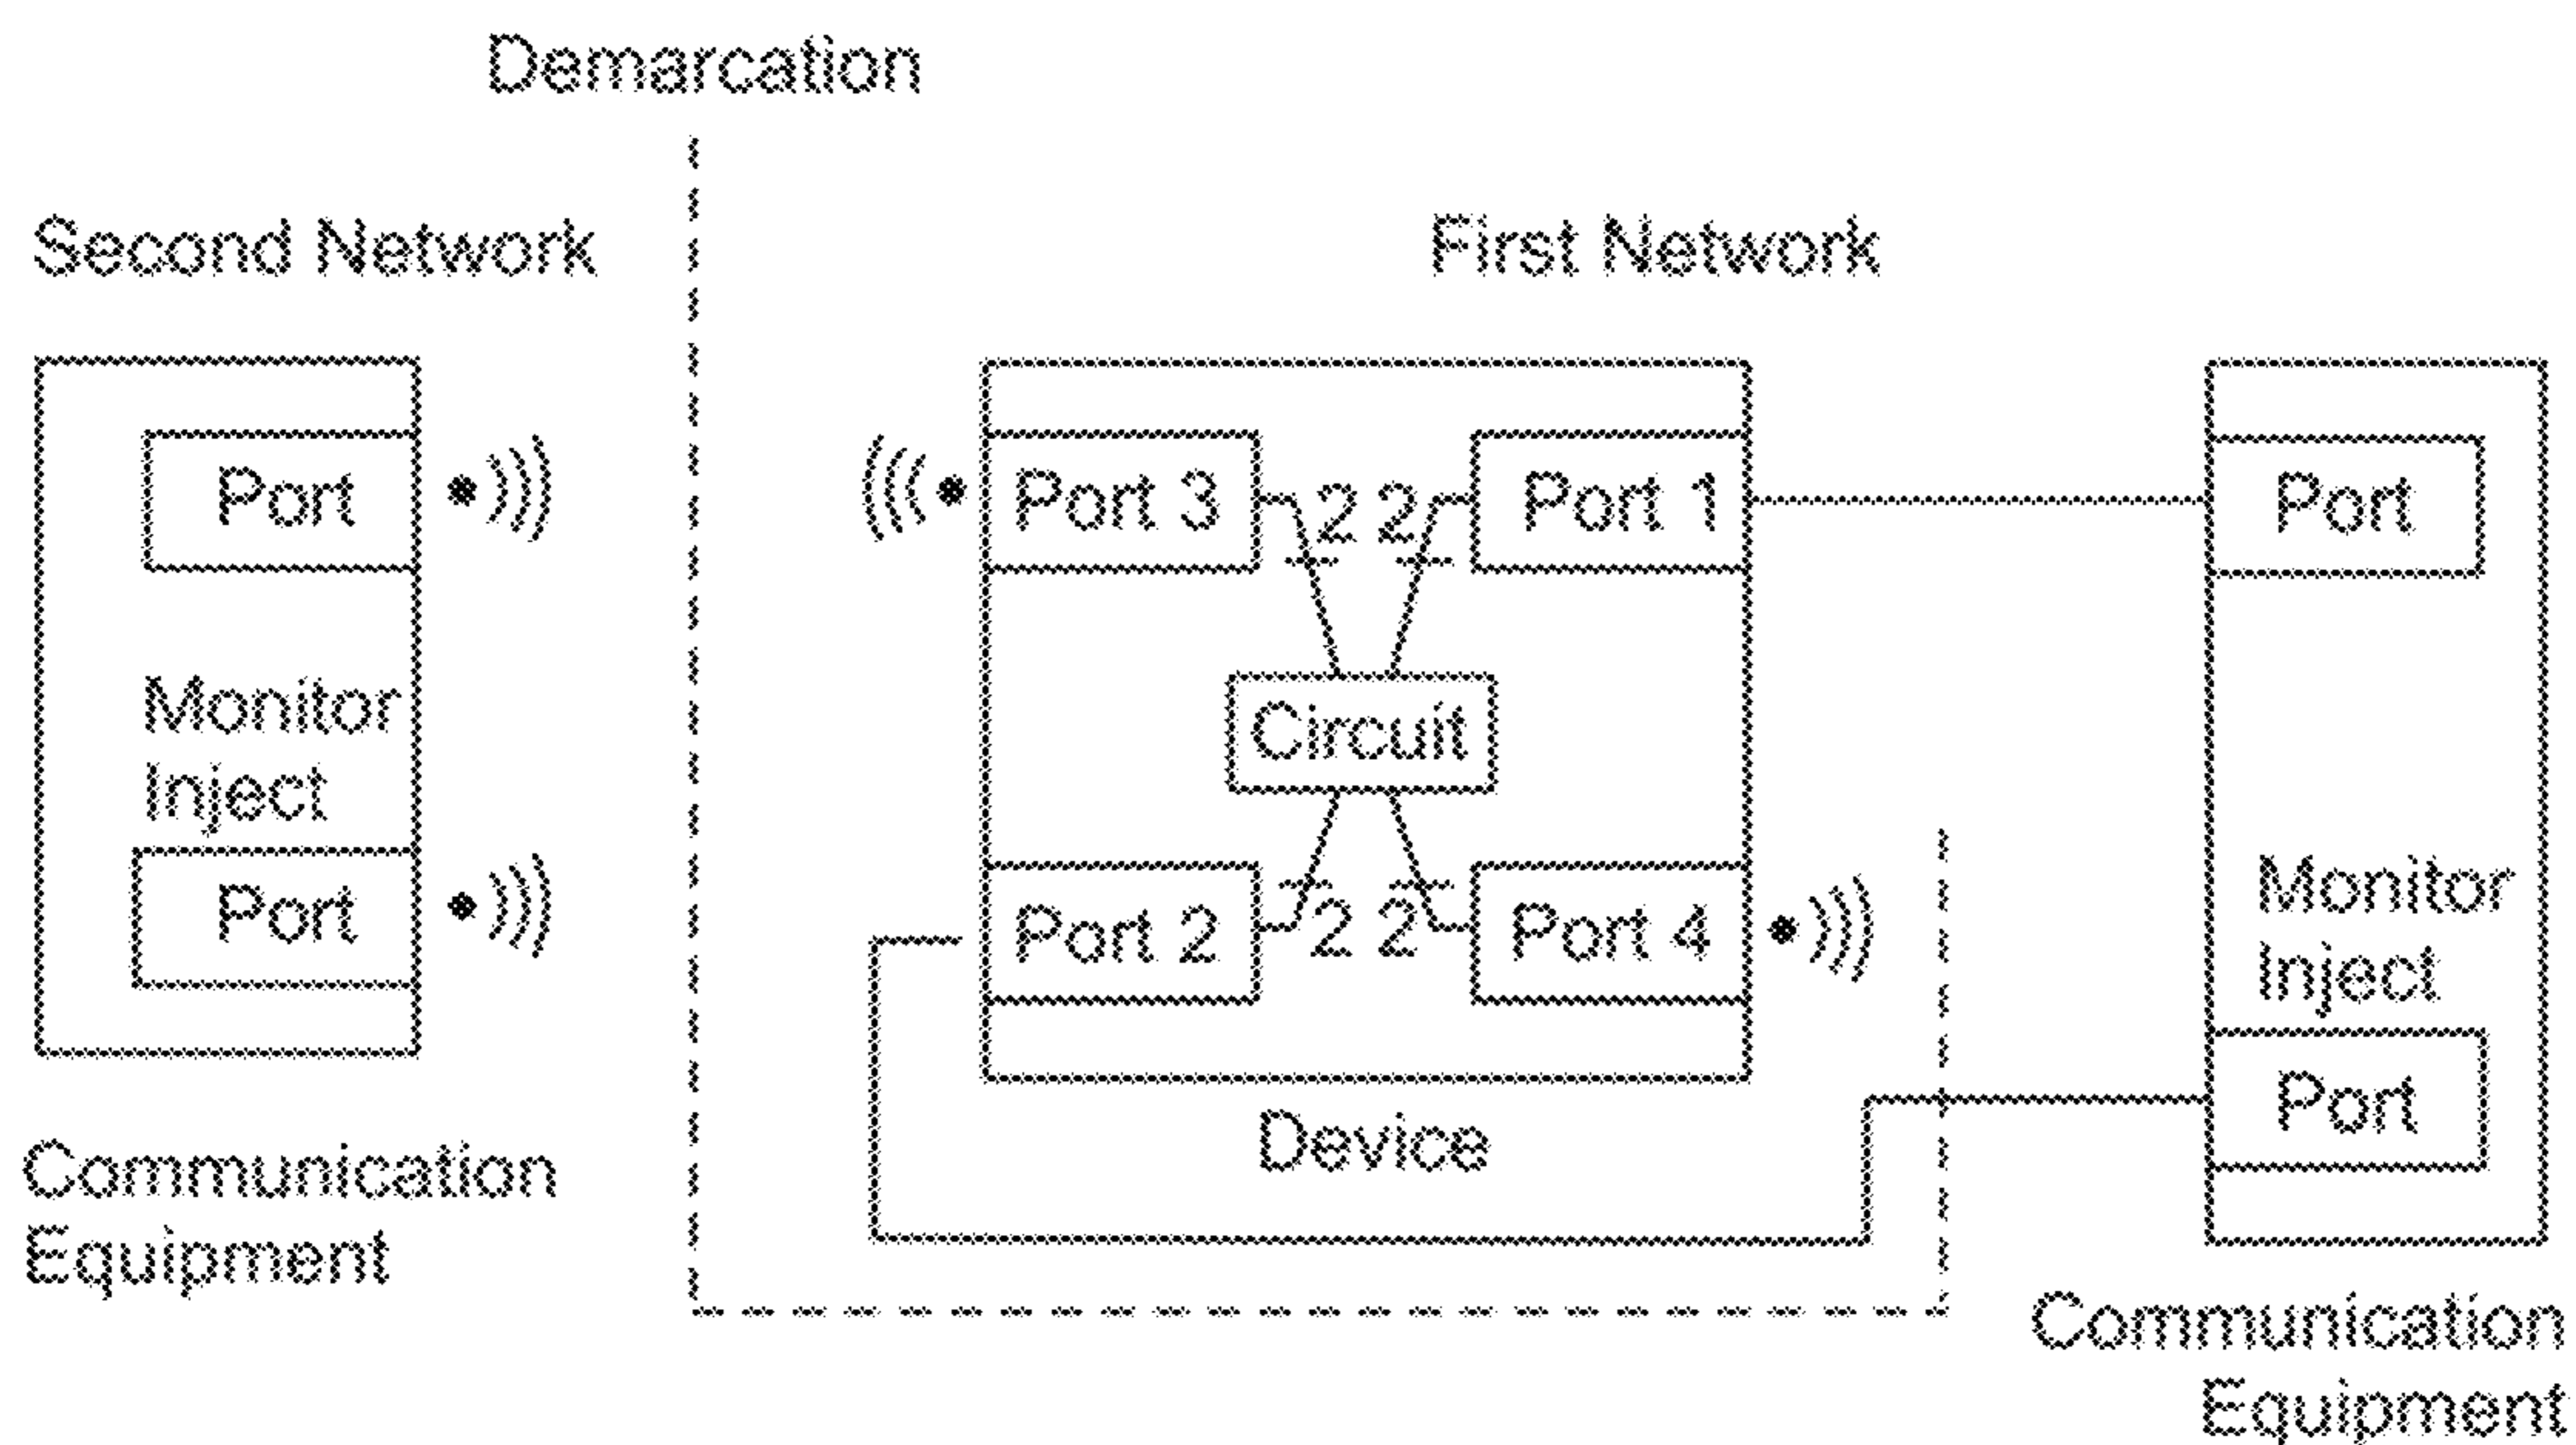 Demarcation
Second Network
First Network
Port
Port 3
2 2
Port 1
Port
Monitor
Inject
Circuit
Port
Port 2
2 2
Port 4
Monitor
Inject
Port
Device
Communication
Equipment
Communication
Equipment